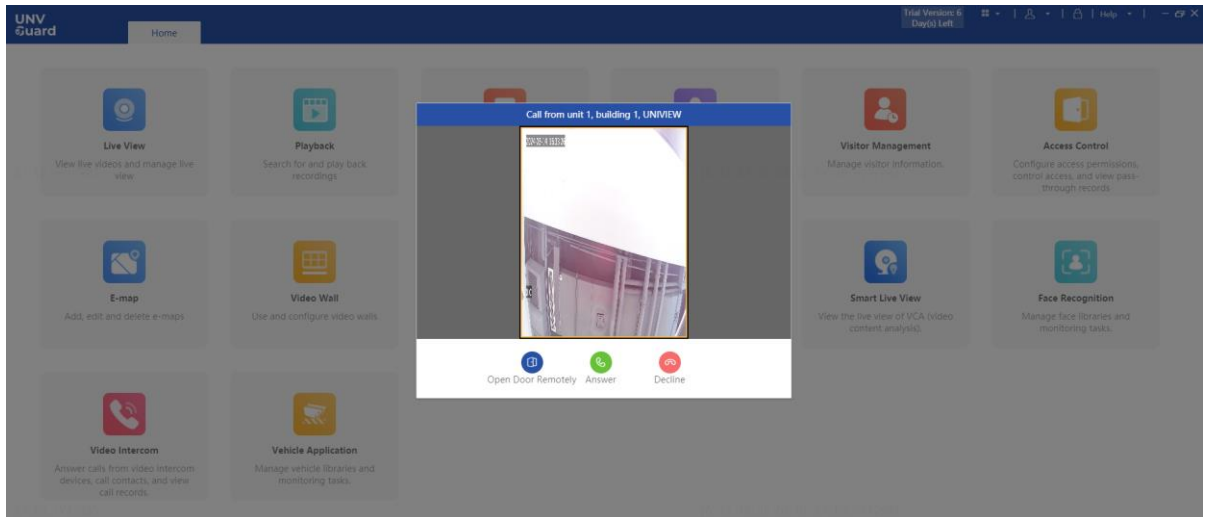 UNV
Guard
Home
Trial Version: 6
Day(s) Left
Help
Call from unit 1, building 1, UNIVIEW
Live View
View live videos and manage live
view.
Playback
Search for and play back
recordings
Visitor Management
Manage visitor information.
Access Control
Configure access permissions,
control access, and view pass-
through records
Open Door Remotely
Answer
Decline
E-map
Add, edit and delete e-maps
Video Wall
Use and configure video walls.
Smart Live View
View the live view of VCA (video
content analysis).
Face Recognition
Manage face libraries and
monitoring tasks.
Video Intercom
Answer calls from video intercom
devices, call contacts, and view
call records.
Vehicle Application
Manage vehicle libraries and
monitoring tasks.